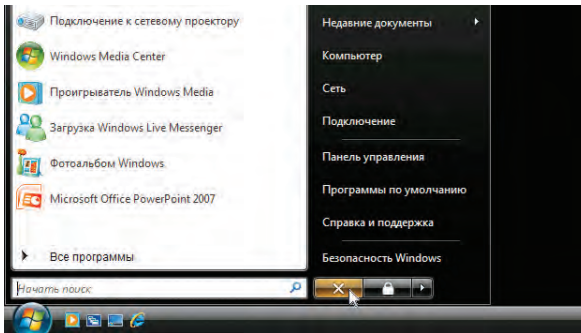 Подключение к сетевому проектору
Windows Media Center
Проигрыватель Windows Media
Загрузка Windows Live Messenger
Фотоальбом Windows
Microsoft Office PowerPoint 2007
Все программы
Начать поиск
Недавние документы
Компьютер
Сеть
Подключение
Панель управления
Программы по умолчанию
Справка и поддержка
Безопасность Windows